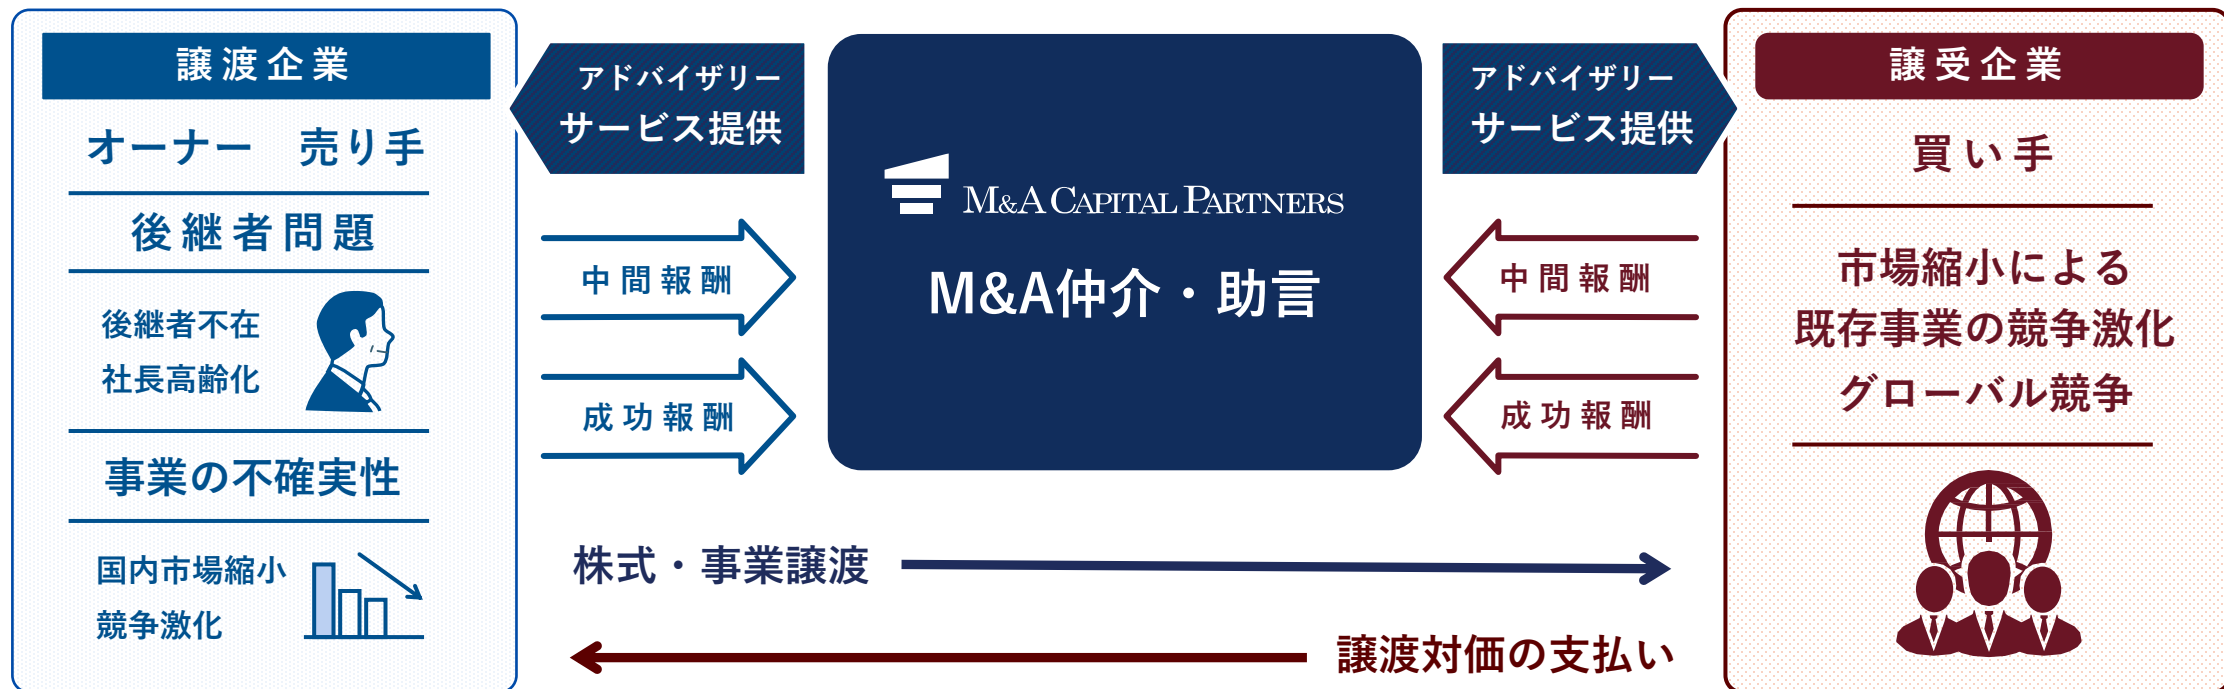 譲渡企業
オーナー　売り手
後継者問題
後継者不在
社長高齢化
事業の不確実性
国内市場縮小
競争激化
アドバイザリー
サービス提供
中間報酬
成功報酬
M&A CAPITAL PARTNERS
M&A仲介・助言
アドバイザリー
サービス提供
中間報酬
成功報酬
株式・事業譲渡
譲渡対価の支払い
譲受企業
買い手
市場縮小による
既存事業の競争激化
グローバル競争